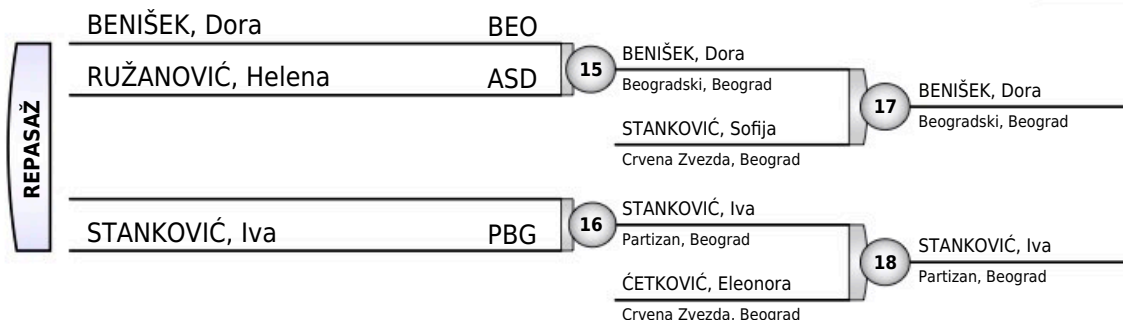 REPASAŽ
BENIŠEK, Dora BEO
RUŽANOVIĆ, Helena ASD
15
BENIŠEK, Dora
Beogradski, Beograd
STANKOVIĆ, Sofija
Crvena Zvezda, Beograd
17
BENIŠEK, Dora
Beogradski, Beograd
STANKOVIĆ, Iva PBG
16
STANKOVIĆ, Iva
Partizan, Beograd
ĆETKOVIĆ, Eleonora
Crvena Zvezda, Beograd
18
STANKOVIĆ, Iva
Partizan, Beograd